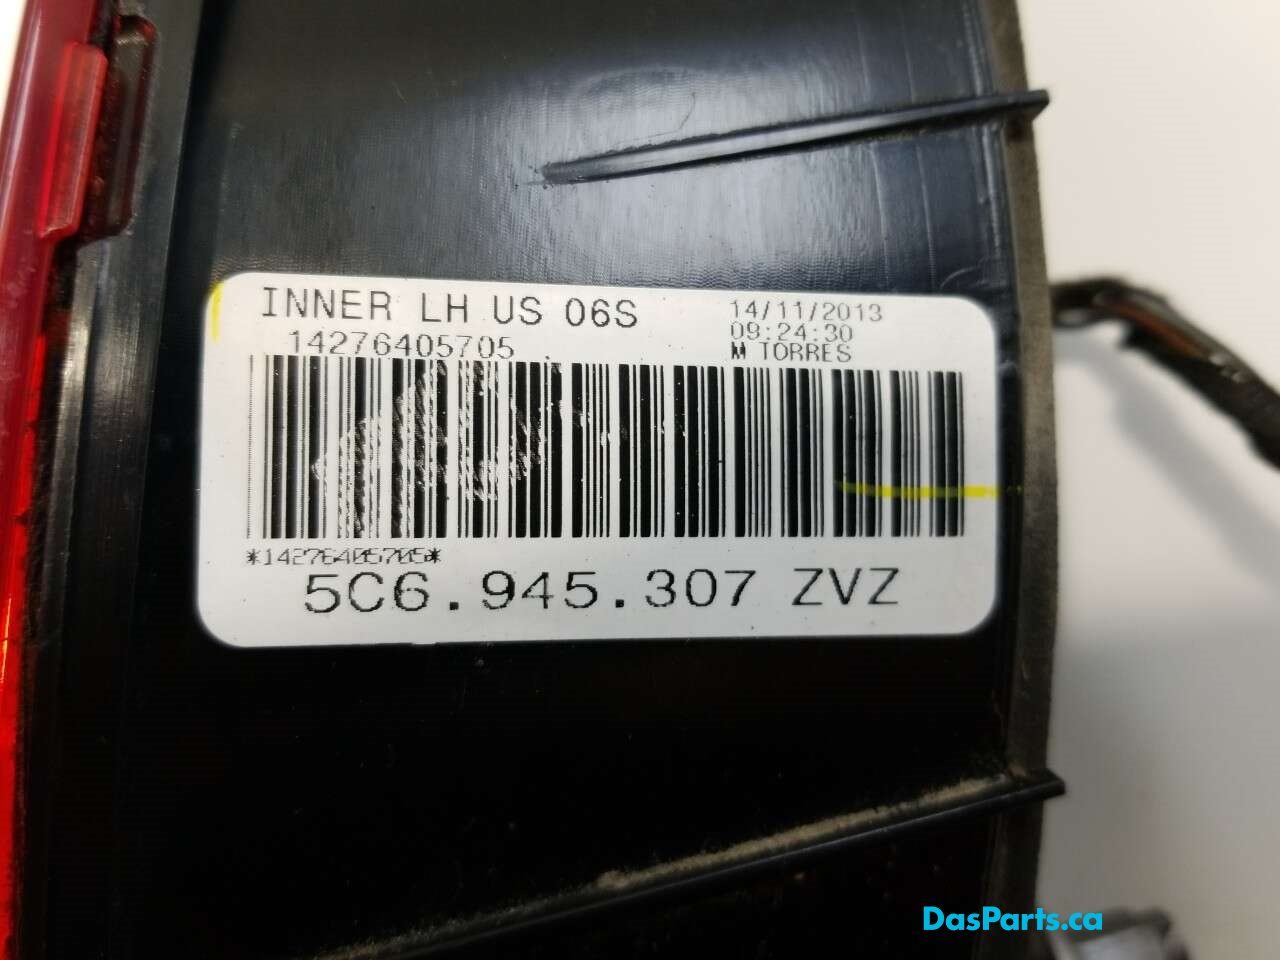 INNER LH US 06S
14276405705
14/11/2013
09:24:30
M TORRES
*14276405705*
5C6.945.307 ZVZ
DasParts.ca